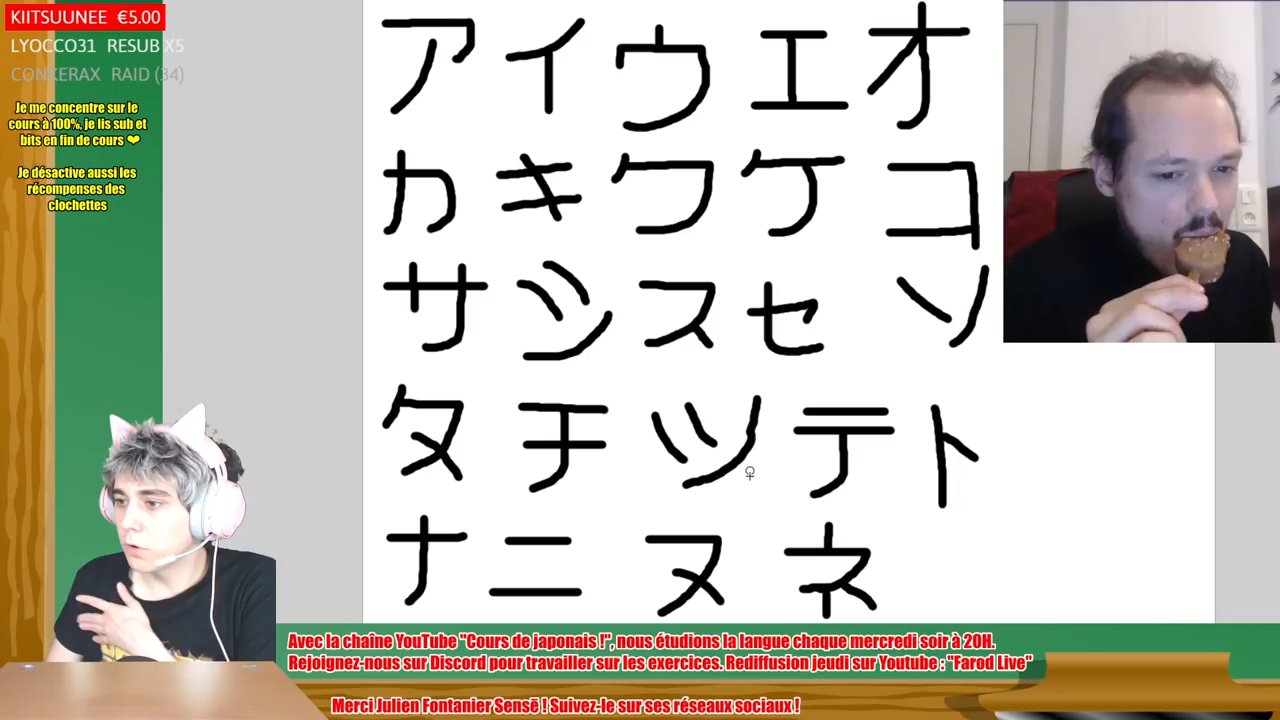 KIITSUUNEE €5.00
LYOCCO31 RESUB X5
CONKERAX RAID (34)
Je me concentre sur le
cours à 100%, je lis sub et
bits en fin de cours ❤
Je désactive aussi les
récompenses des
clochettes
アイウエオ
カキクケコ
サシスセソ
タチツテト
ナニヌネ
Avec la chaîne YouTube "Cours de japonais !", nous étudions la langue chaque mercredi soir à 20H.
Rejoignez-nous sur Discord pour travailler sur les exercices. Rediffusion jeudi sur Youtube : "Farod Live"
Merci Julien Fontanier Sensē ! Suivez-le sur ses réseaux sociaux !